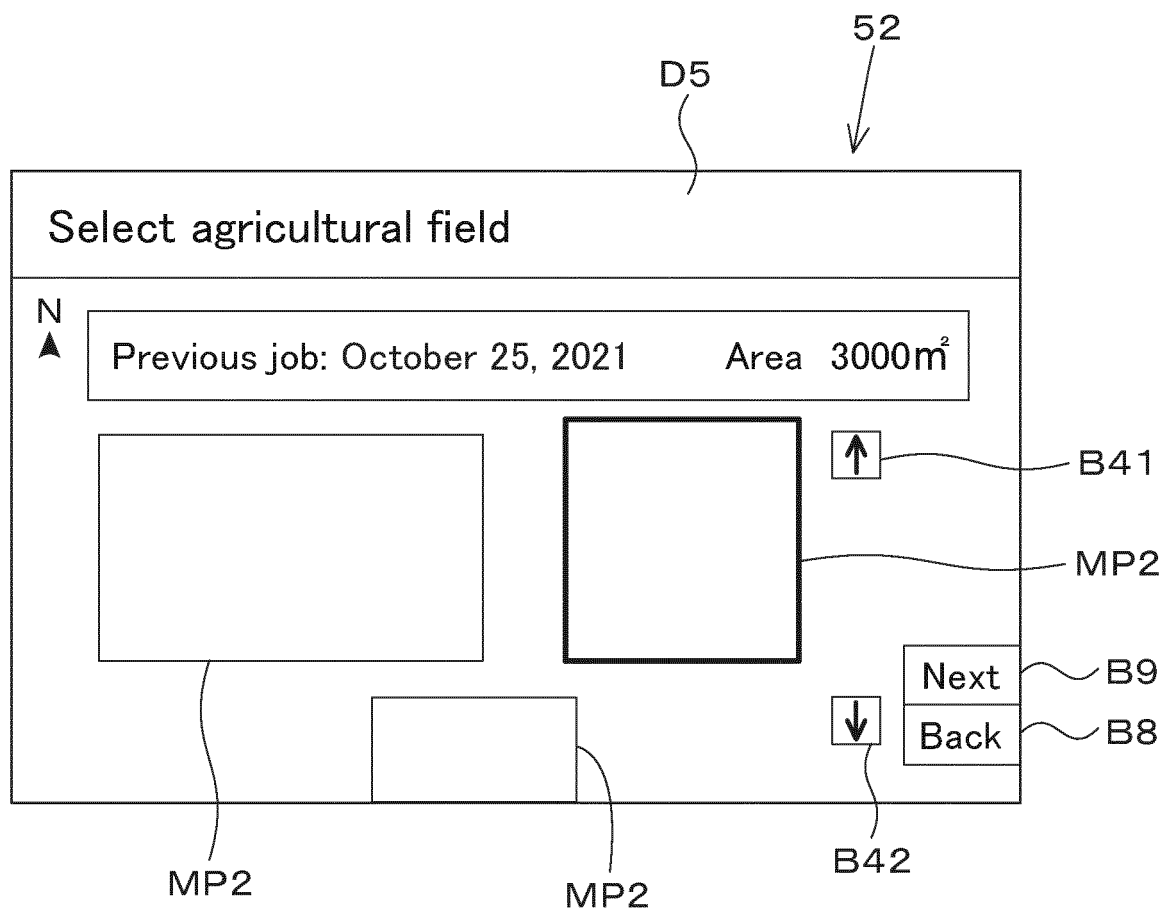 52
D5
Select agricultural field
N
Previous job: October 25, 2021 Area 3000㎡
↑
B41
MP2
Next
B9
↓
Back
B8
B42
MP2
MP2